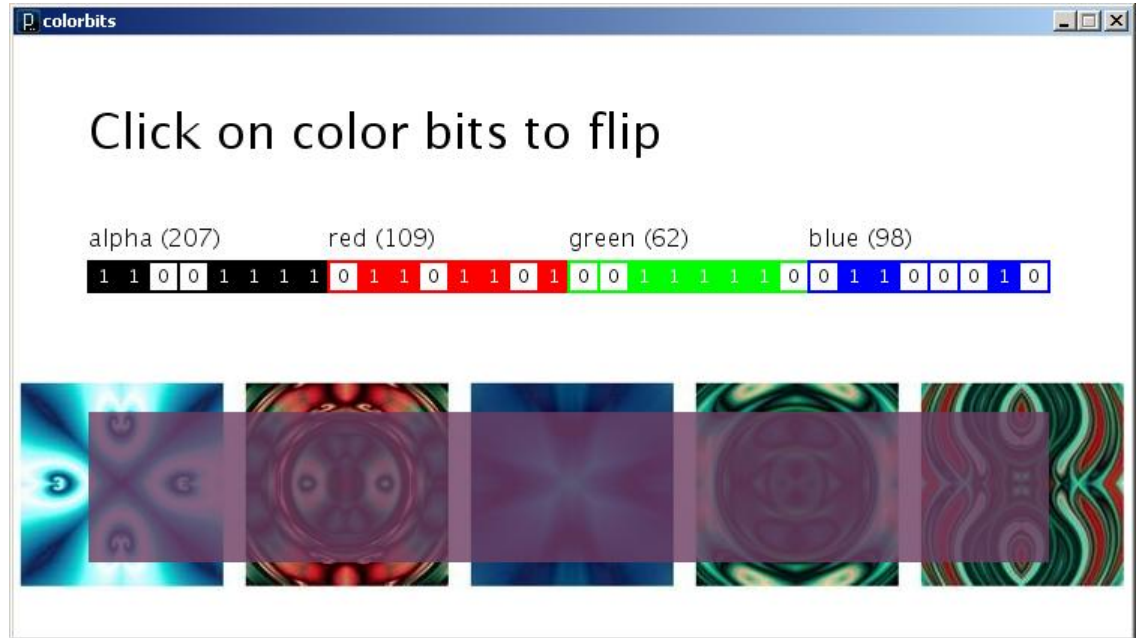 colorbits
Click on color bits to flip
alpha (207) red (109) green (62) blue (98)
1 1 0 0 1 1 1 1 0 1 1 0 1 1 0 1 0 0 1 1 1 1 1 0 0 1 1 0 0 0 1 0